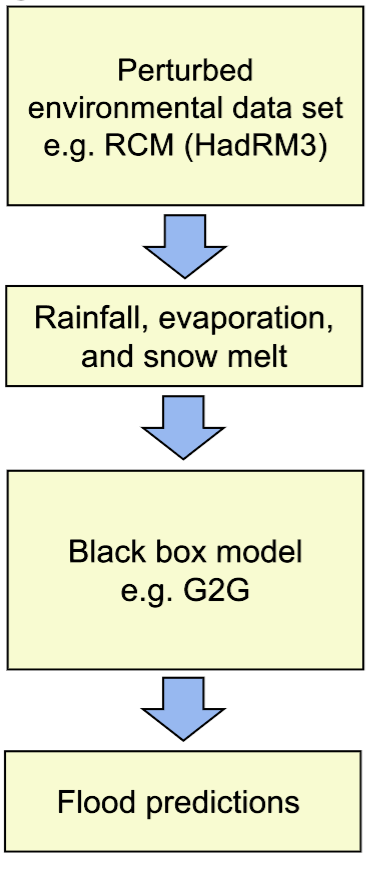 Perturbed
environmental data set
e.g. RCM (HadRM3)
Rainfall, evaporation,
and snow melt
Black box model
e.g. G2G
Flood predictions